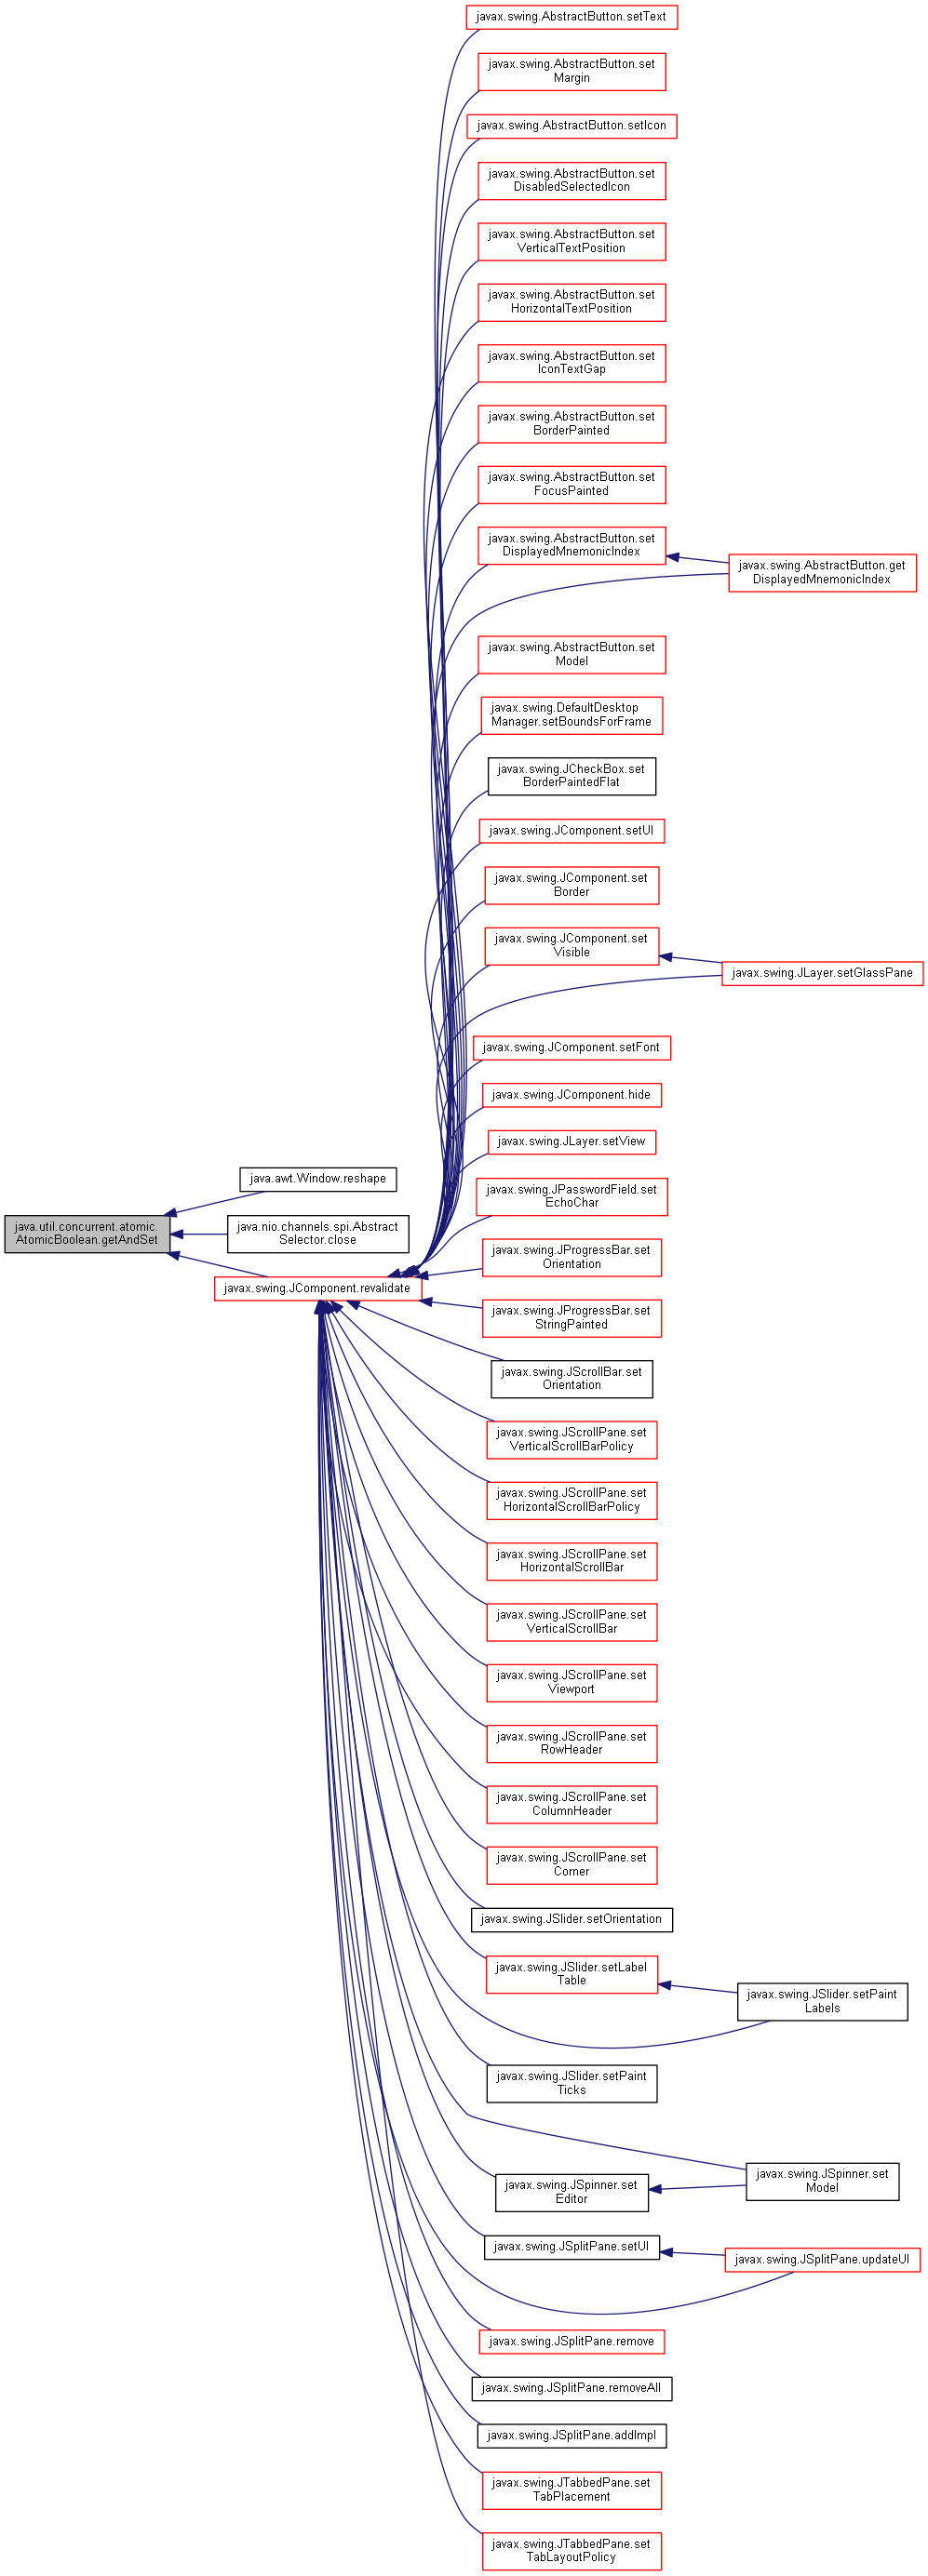 javax.swing.AbstractButton.setText
javax.swing.AbstractButton.set
Margin
javax.swing.AbstractButton.setIcon
javax.swing.AbstractButton.set
DisabledSelectedIcon
javax.swing.AbstractButton.set
VerticalTextPosition
javax.swing.AbstractButton.set
HorizontalTextPosition
javax.swing.AbstractButton.set
IconTextGap
javax.swing.AbstractButton.set
BorderPainted
javax.swing.AbstractButton.set
FocusPainted
javax.swing.AbstractButton.set
DisplayedMnemonicIndex
javax.swing.AbstractButton.get
DisplayedMnemonicIndex
javax.swing.AbstractButton.set
Model
javax.swing.DefaultDesktop
Manager.setBoundsForFrame
javax.swing.JCheckBox.set
BorderPaintedFlat
javax.swing.JComponent.setUI
javax.swing.JComponent.set
Border
javax.swing.JComponent.set
Visible
javax.swing.JLayer.setGlassPane
javax.swing.JComponent.setFont
javax.swing.JComponent.hide
javax.swing.JLayer.setView
java.awt.Window.reshape
javax.swing.JPasswordField.set
EchoChar
java.util.concurrent.atomic.
AtomicBoolean.getAndSet
java.nio.channels.spi.Abstract
Selector.close
javax.swing.JProgressBar.set
Orientation
javax.swing.JComponent.revalidate
javax.swing.JProgressBar.set
StringPainted
javax.swing.JScrollBar.set
Orientation
javax.swing.JScrollPane.set
VerticalScrollBarPolicy
javax.swing.JScrollPane.set
HorizontalScrollBarPolicy
javax.swing.JScrollPane.set
HorizontalScrollBar
javax.swing.JScrollPane.set
VerticalScrollBar
javax.swing.JScrollPane.set
Viewport
javax.swing.JScrollPane.set
RowHeader
javax.swing.JScrollPane.set
ColumnHeader
javax.swing.JScrollPane.set
Corner
javax.swing.JSlider.setOrientation
javax.swing.JSlider.setLabel
Table
javax.swing.JSlider.setPaint
Labels
javax.swing.JSlider.setPaint
Ticks
javax.swing.JSpinner.set
Editor
javax.swing.JSpinner.set
Model
javax.swing.JSplitPane.setUI
javax.swing.JSplitPane.updateUI
javax.swing.JSplitPane.remove
javax.swing.JSplitPane.removeAll
javax.swing.JSplitPane.addImpl
javax.swing.JTabbedPane.set
TabPlacement
javax.swing.JTabbedPane.set
TabLayoutPolicy